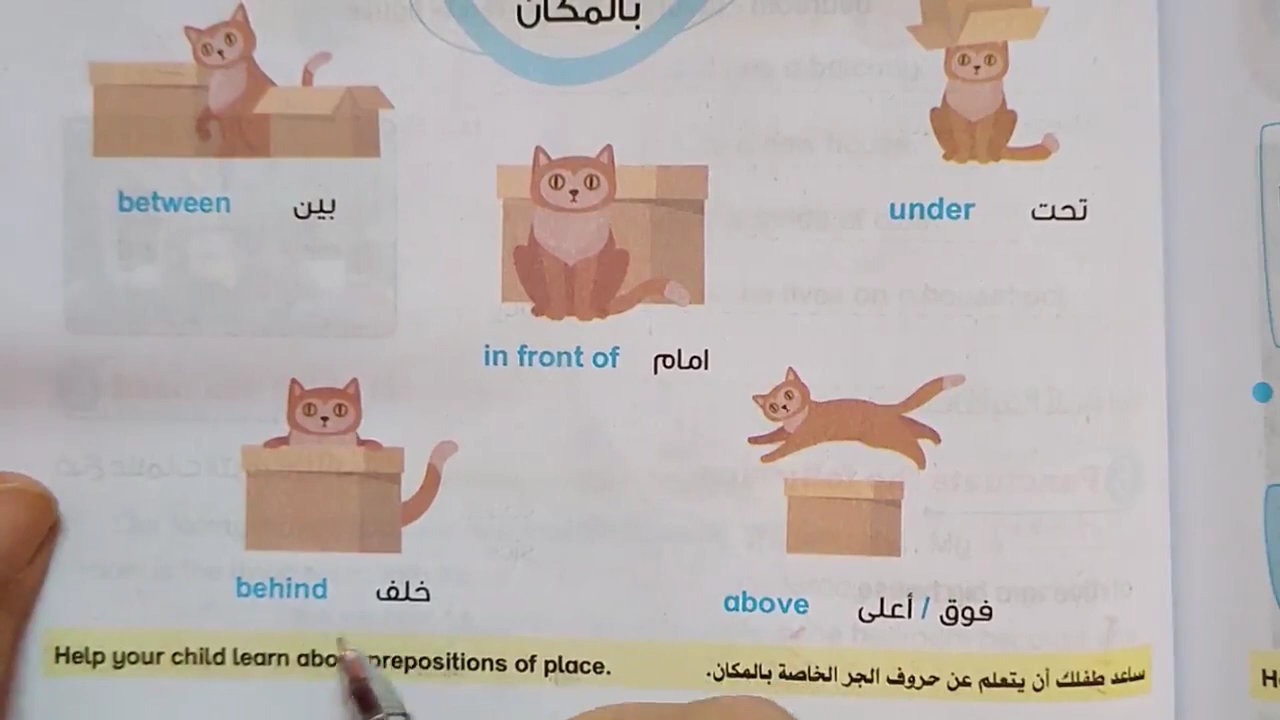 بالمكان
between بين
under تحت
in front of امام
behind خلف
above فوق / أعلى
Help your child learn about prepositions of place.
ساعد طفلك أن يتعلم عن حروف الجر الخاصة بالمكان.